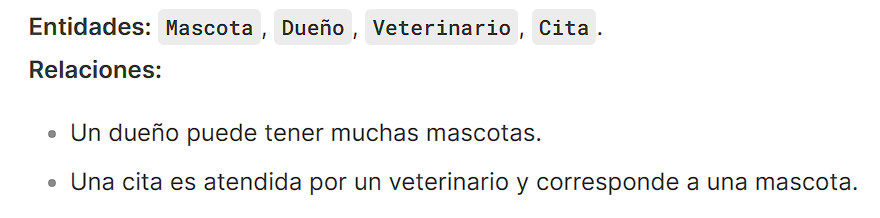 Entidades: Mascota, Dueño, Veterinario, Cita.
Relaciones:
• Un dueño puede tener muchas mascotas.
• Una cita es atendida por un veterinario y corresponde a una mascota.